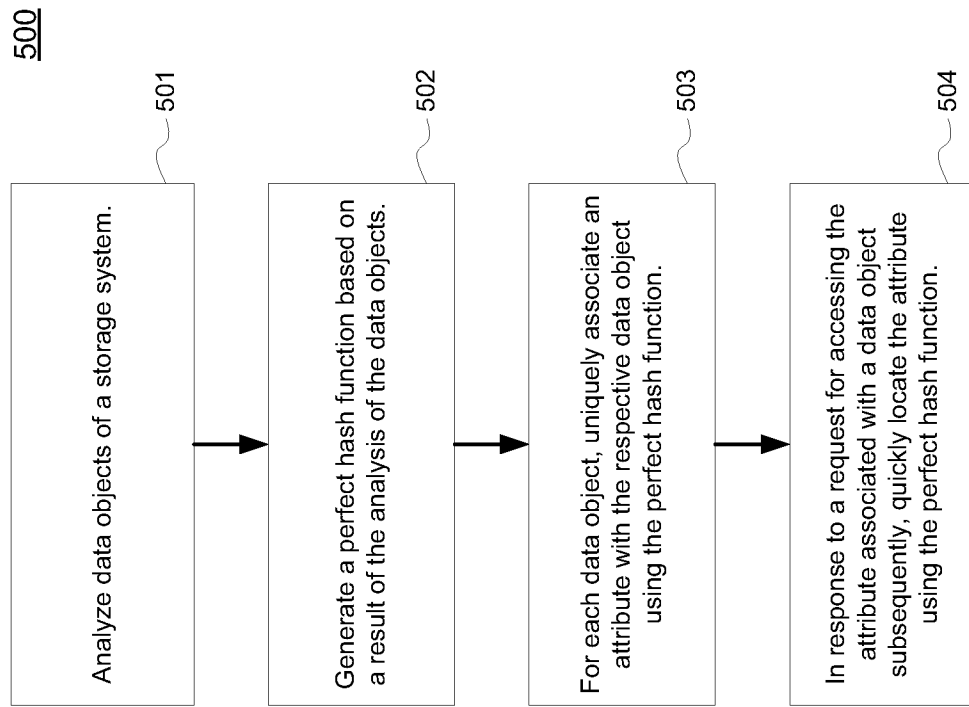 500
Analyze data objects of a storage system.
501
Generate a perfect hash function based on
a result of the analysis of the data objects.
502
For each data object, uniquely associate an
attribute with the respective data object
using the perfect hash function.
503
In response to a request for accessing the
attribute associated with a data object
subsequently, quickly locate the attribute
using the perfect hash function.
504